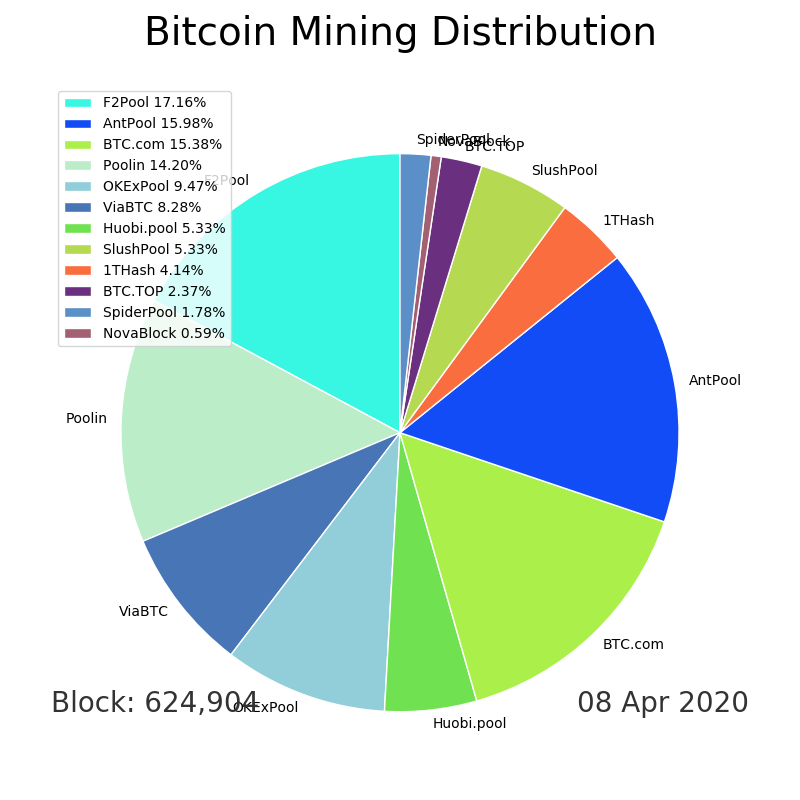 Bitcoin Mining Distribution
F2Pool 17.16%
AntPool 15.98%
BTC.com 15.38%
Poolin 14.20%
OKExPool 9.47%
ViaBTC 8.28%
Huobi.pool 5.33%
SlushPool 5.33%
1THash 4.14%
BTC.TOP 2.37%
SpiderPool 1.78%
NovaBlock 0.59%
SpiderPool
NovaBlock
BTC.TOP
SlushPool
F2Pool
1THash
AntPool
Poolin
ViaBTC
BTC.com
Block: 624,904
08 Apr 2020
OKExPool
Huobi.pool